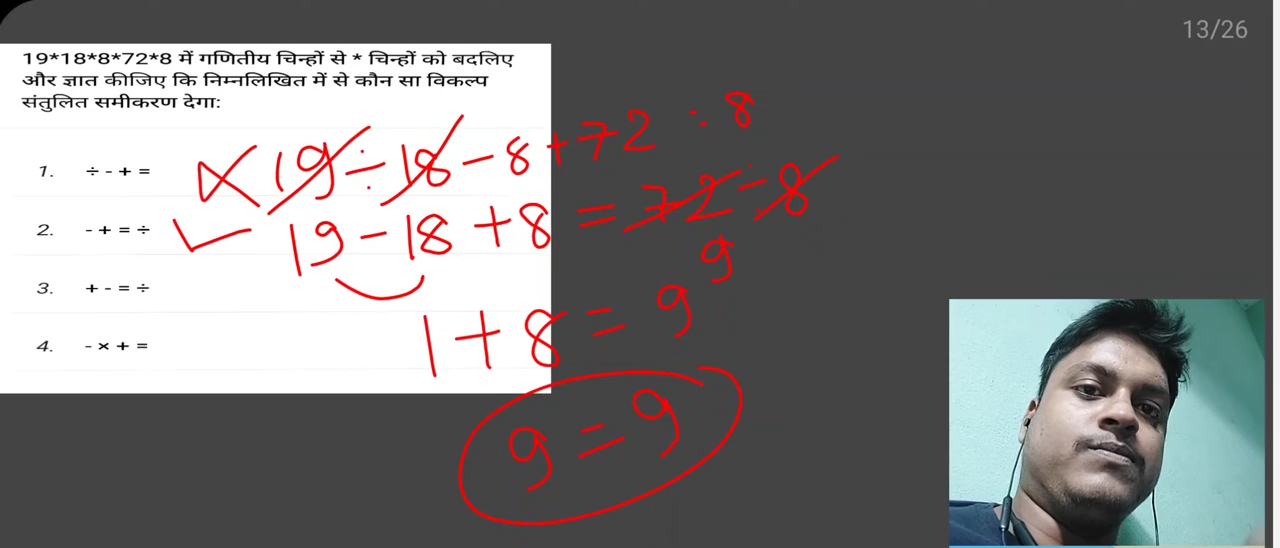 13/26
19*18*8*72*8 में गणितीय चिन्हों से * चिन्हों को बदलिए
और ज्ञात कीजिए कि निम्नलिखित में से कौन सा विकल्प
संतुलित समीकरण देगा:
1. ÷ - + =
19 ÷ 18 - 8 + 72 ÷ 8
2. - + = ÷
19 - 18 + 8 = 72 ÷ 8
9
3. + - = ÷
1 + 8 = 9
4. - × + =
9 = 9